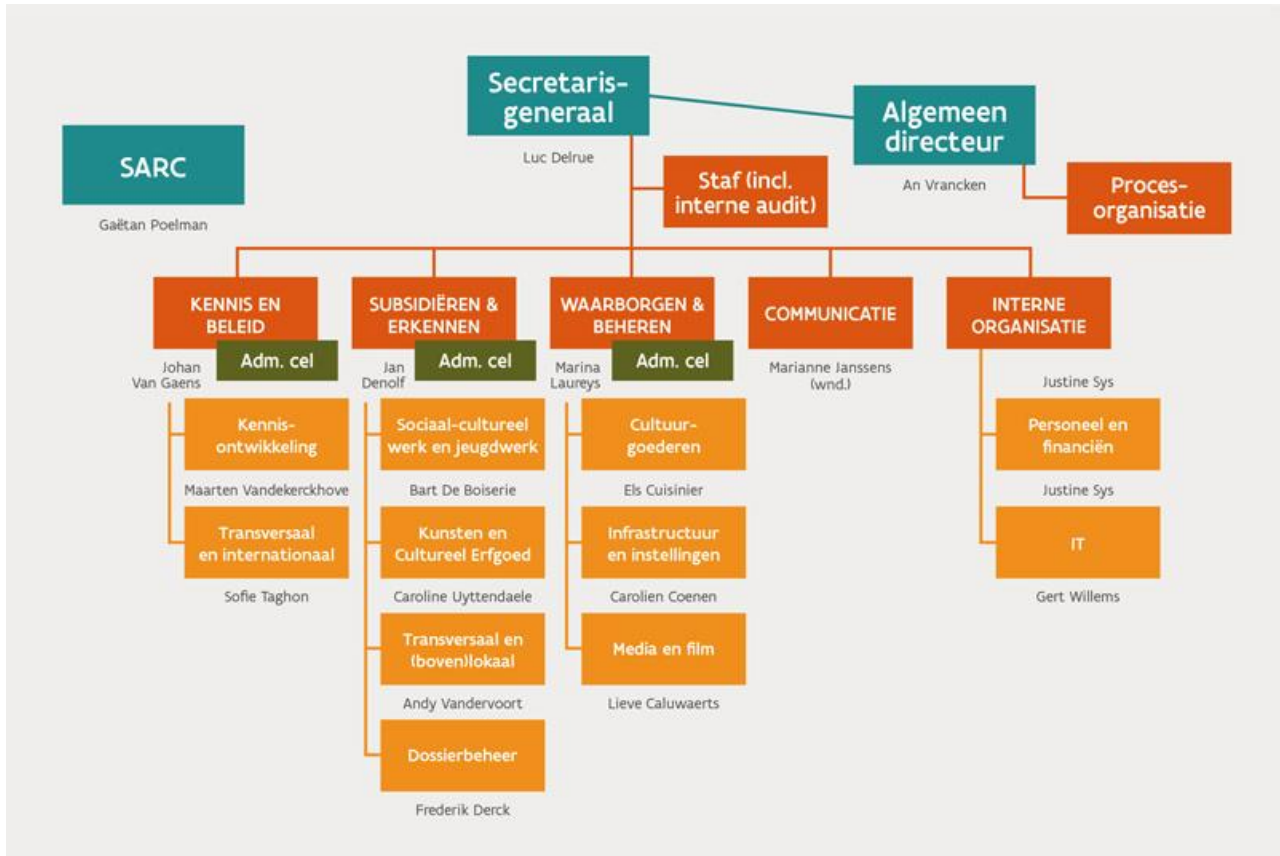 Secretaris-
generaal
Luc Delrue
Algemeen
directeur
An Vrancken
SARC
Gaëtan Poelman
Staf (incl.
interne audit)
Proces-
organisatie
KENNIS EN
BELEID
Adm. cel
Johan
Van Gaens
Kennis-
ontwikkeling
Maarten Vandekerckhove
Transversaal
en internationaal
Sofie Taghon
SUBSIDIËREN &
ERKENNEN
Adm. cel
Jan
Denolf
Sociaal-cultureel
werk en jeugdwerk
Bart De Boiserie
Kunsten en
Cultureel Erfgoed
Caroline Uyttendaele
Transversaal en
(boven)lokaal
Andy Vandervoort
Dossierbeheer
Frederik Derck
WAARBORGEN &
BEHEREN
Adm. cel
Marina
Laureys
Cultuur-
goederen
Els Cuisinier
Infrastructuur
en instellingen
Carolien Coenen
Media en film
Lieve Caluwaerts
COMMUNICATIE
Marianne Janssens
(wnd.)
INTERNE
ORGANISATIE
Justine Sys
Personeel en
financiën
Justine Sys
IT
Gert Willems